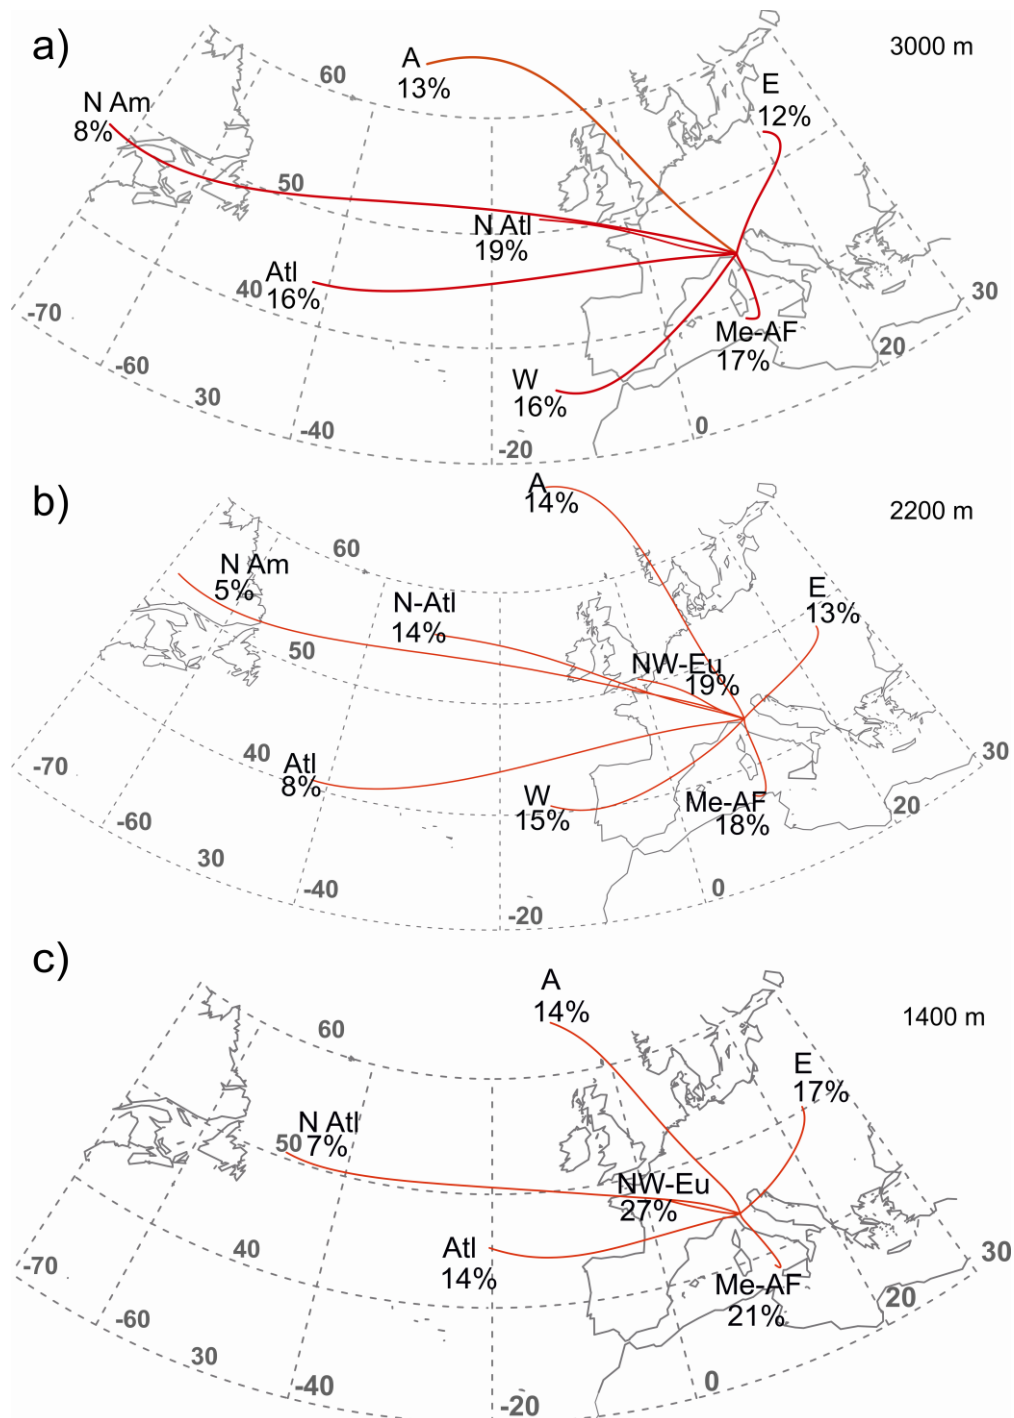 a)
3000 m
A
13%
60
E
12%
N Am
8%
50
N Atl
19%
Atl
16%
40
30
-70
Me-AF
17%
20
-60
W
16%
30
0
-40
-20
b)
A
14%
2200 m
60
N Am
5%
E
13%
N-Atl
14%
50
NW-Eu
19%
40
30
Atl
8%
-70
W
15%
Me-AF
18%
20
-60
30
0
-40
-20
c)
A
14%
1400 m
60
E
17%
N Atl
7%
50
NW-Eu
27%
Atl
14%
40
30
-70
Me-AF
21%
20
-60
30
0
-40
-20